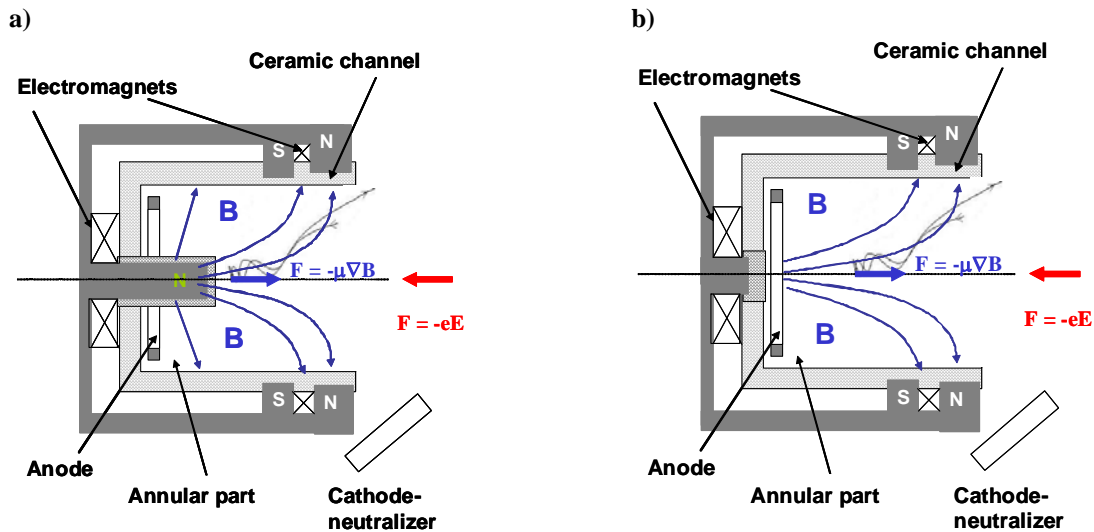 a)
Ceramic channel
Electromagnets
N
S
B
F = -μ∇B
N
F = -eE
B
S
N
Anode
Annular part
Cathode-
neutralizer
b)
Ceramic channel
Electromagnets
N
S
B
F = -μ∇B
F = -eE
B
S
N
Anode
Annular part
Cathode-
neutralizer